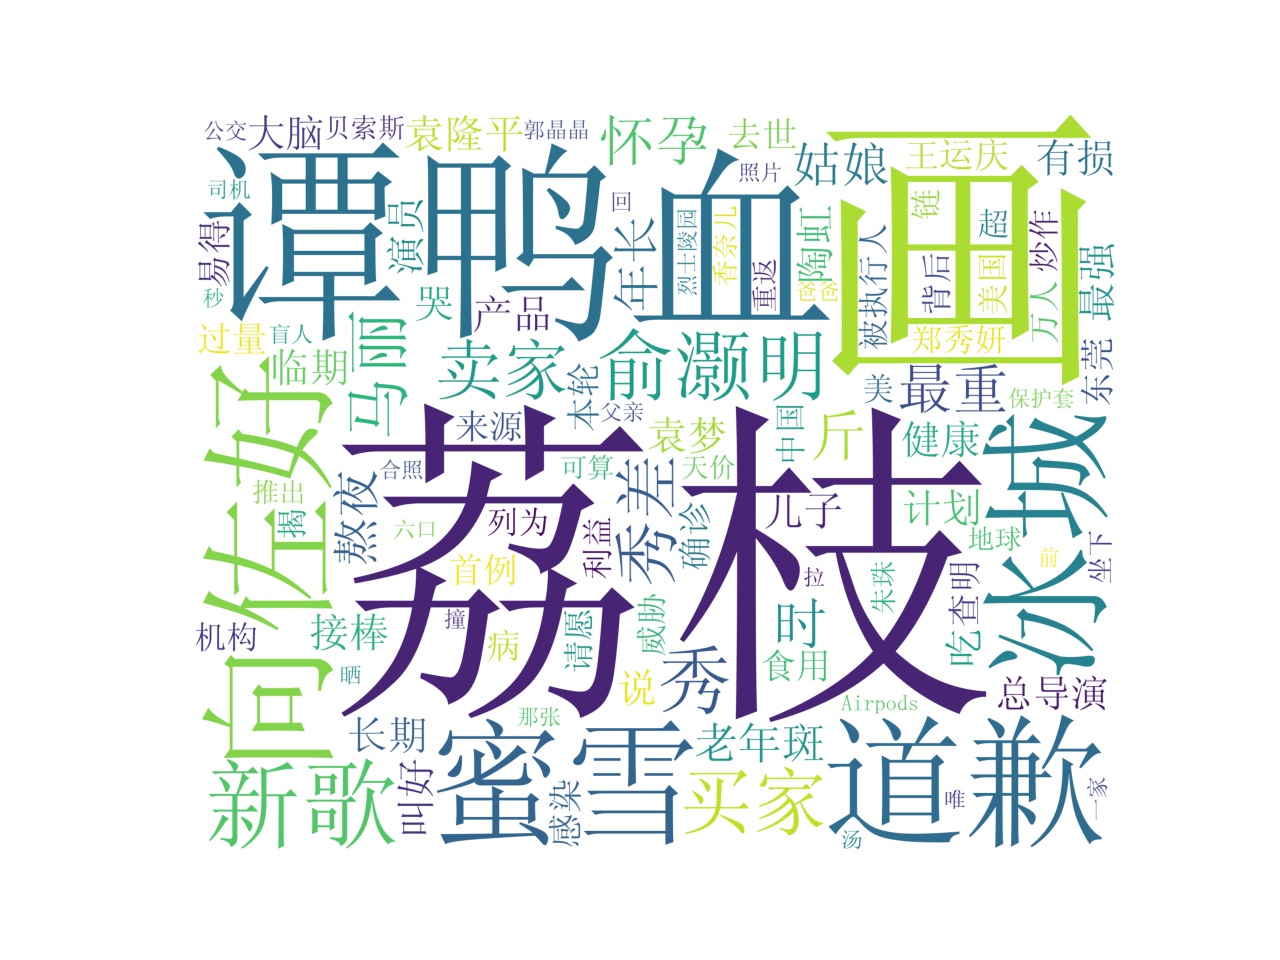 公交
大脑
贝索斯
袁隆平
郭晶晶
怀孕
去世
姑娘
王运庆
有损
画
谭鸭血
司机
演员
回
照片
年长
烈士陵园
香奈儿
重返
陶虹
爸爸
被执行人
链
背后
超
美国
万人
炒作
最强
易得
秒
哭
产品
过量
盲人
临期
马丽
卖家
俞灏明
郑秀妍
东莞
本轮
父亲
美
最重
保护套
向佐
女子
来源
袁梦
中国
斤
健康
冰城
荔枝
推出
揭
熬夜
合照
可算
秀差
天价
六口
列为
利益
确诊
儿子
计划
地球
前
坐下
首例
拉
朱珠
查明
机构
接棒
撞
病
请愿
威胁
时
吃
晒
说
秀
食用
总导演
Airpods
长期
那张
老年斑
新歌
叫好
蜜雪
感染
买家
道歉
唯
一家
汤